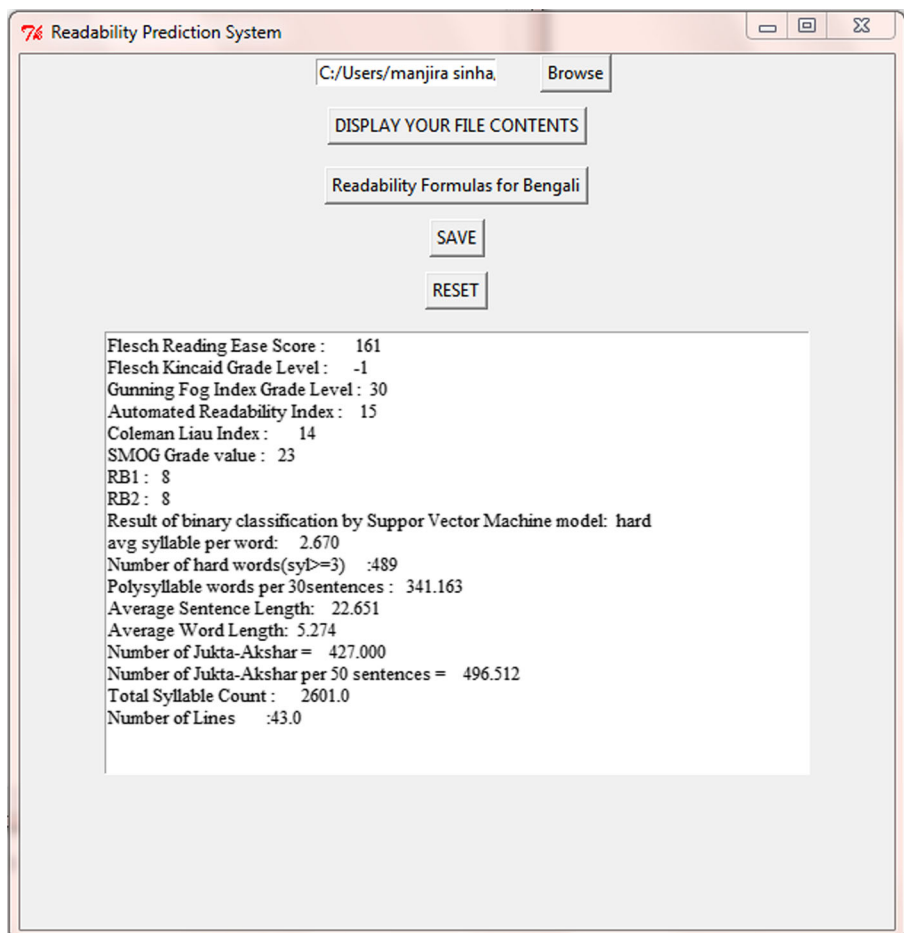 Readability Prediction System
C:/Users/manjira sinha, Browse
DISPLAY YOUR FILE CONTENTS
Readability Formulas for Bengali
SAVE
RESET
Flesch Reading Ease Score : 161
Flesch Kincaid Grade Level : -1
Gunning Fog Index Grade Level : 30
Automated Readability Index : 15
Coleman Liau Index : 14
SMOG Grade value : 23
RB1 : 8
RB2 : 8
Result of binary classification by Suppor Vector Machine model: hard
avg syllable per word: 2.670
Number of hard words(syl>=3) :489
Polysyllable words per 30sentences : 341.163
Average Sentence Length: 22.651
Average Word Length: 5.274
Number of Jukta-Akshar = 427.000
Number of Jukta-Akshar per 50 sentences = 496.512
Total Syllable Count : 2601.0
Number of Lines :43.0